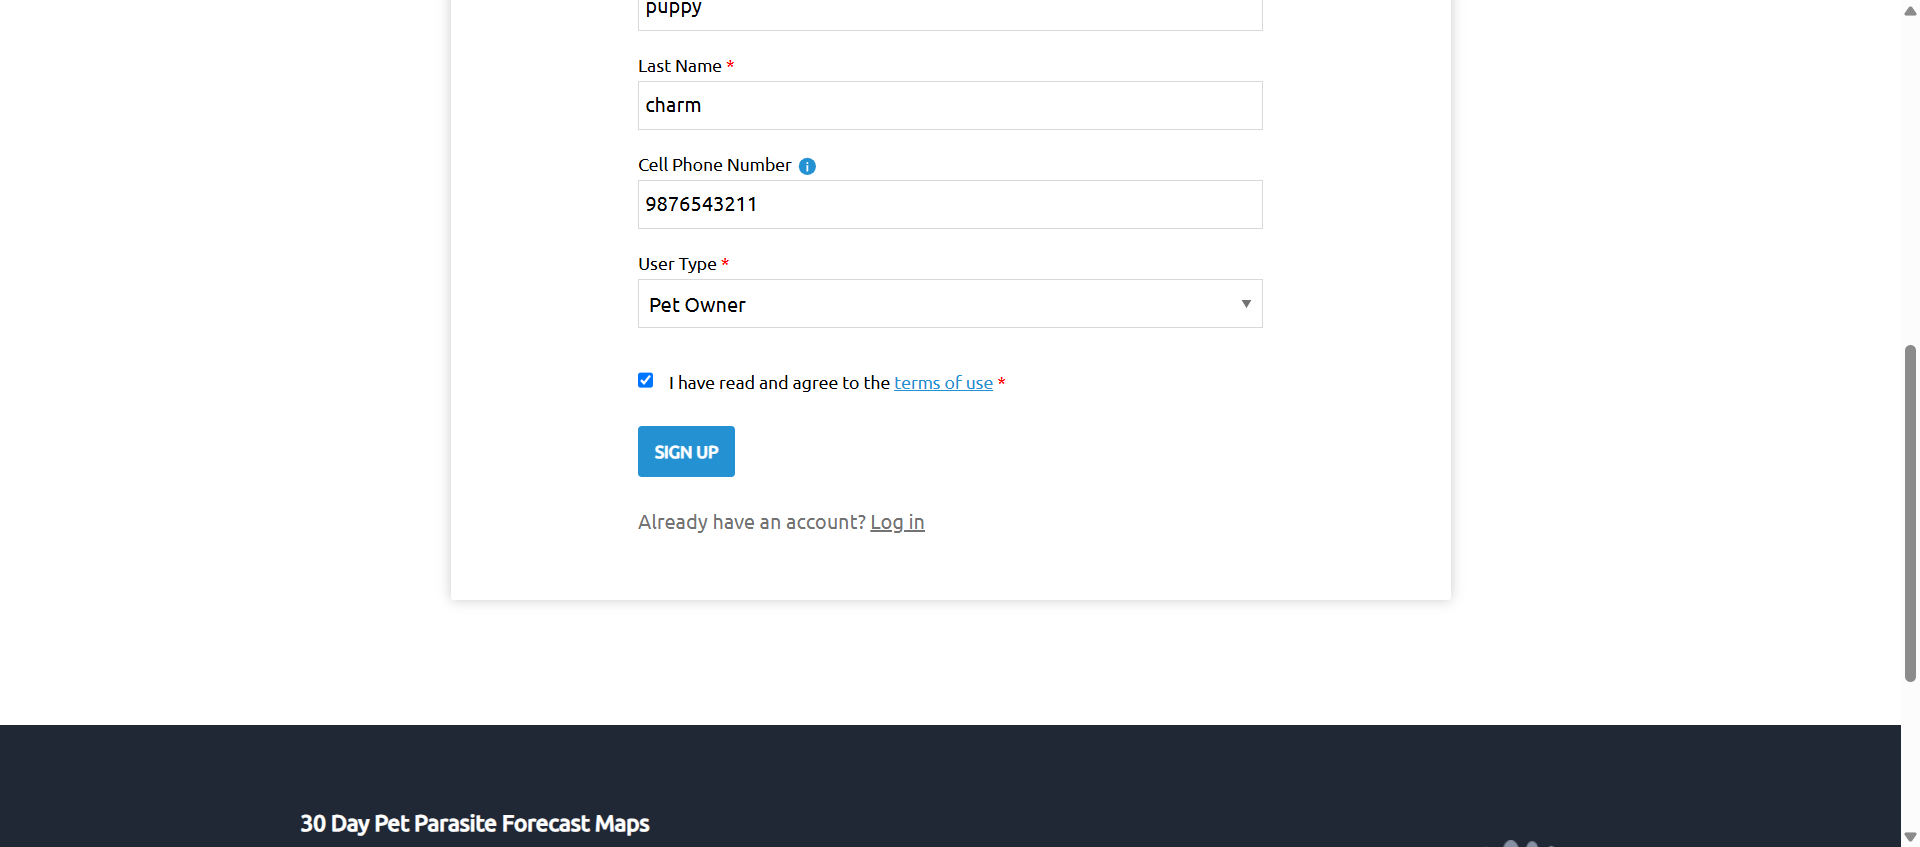 puppy
Last Name *
charm
Cell Phone Number i
9876543211
User Type *
Pet Owner
I have read and agree to the terms of use *
SIGN UP
Already have an account? Log in
30 Day Pet Parasite Forecast Maps